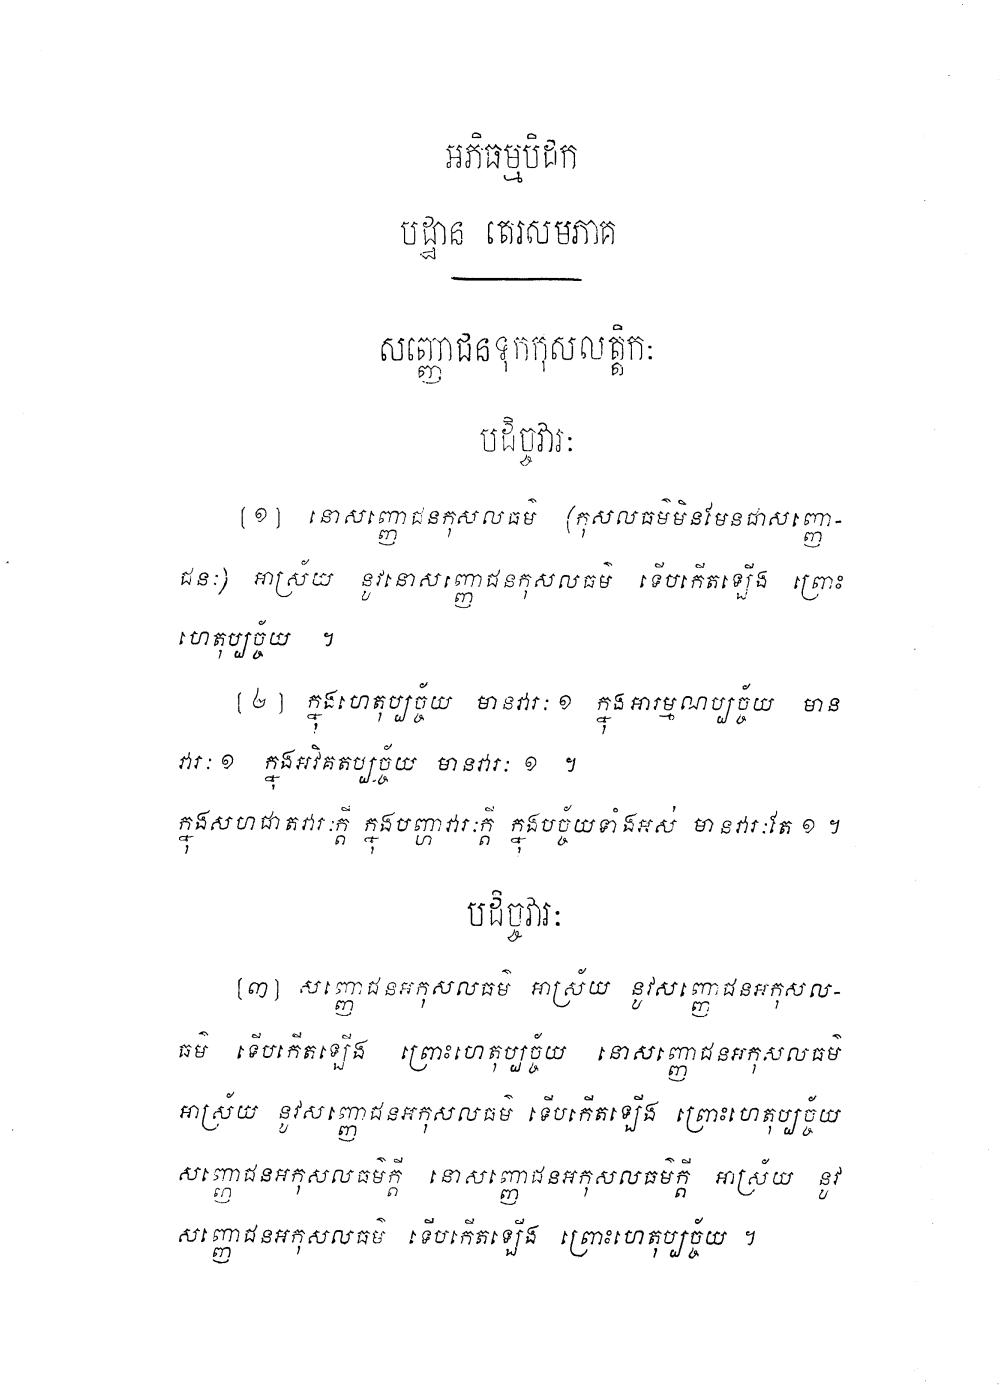 អភិធម្មបិដក
បដ្ឋាន តេរសមភាគ
សញ្ញោជនទុកកុសលត្តិកៈ
បដិច្ចវារៈ
[១] នោសញ្ញោជនកុសលធម៌ (កុសលធម៌មិនមែនជាសញ្ញោ-
ជនៈ) អាស្រ័យ នូវនោសញ្ញោជនកុសលធម៌ ទើបកើតឡើង ព្រោះ
ហេតុប្បច្ច័យ ។
[២] ក្នុងហេតុប្បច្ច័យ មានវារៈ ១ ក្នុងអារម្មណប្បច្ច័យ មាន
វារៈ ១ ក្នុងអវិគតប្បច្ច័យ មានវារៈ ១ ។
ក្នុងសហជាតវារៈក្តី ក្នុងបញ្ហាវារៈក្តី ក្នុងបច្ច័យទាំងអស់ មានវារៈតែ ១ ។
បដិច្ចវារៈ
[៣] សញ្ញោជនអកុសលធម៌ អាស្រ័យ នូវសញ្ញោជនអកុសល-
ធម៌ ទើបកើតឡើង ព្រោះហេតុប្បច្ច័យ នោសញ្ញោជនអកុសលធម៌
អាស្រ័យ នូវសញ្ញោជនអកុសលធម៌ ទើបកើតឡើង ព្រោះហេតុប្បច្ច័យ
សញ្ញោជនអកុសលធម៌ក្តី នោសញ្ញោជនអកុសលធម៌ក្តី អាស្រ័យ នូវ
សញ្ញោជនអកុសលធម៌ ទើបកើតឡើង ព្រោះហេតុប្បច្ច័យ ។